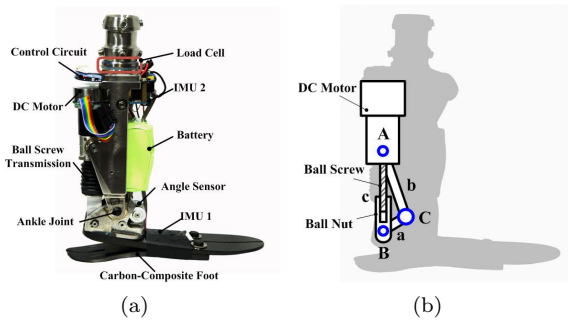 Control Circuit
Load Cell
IMU 2
DC Motor
Battery
Ball Screw
Transmission
Angle Sensor
Ankle Joint
IMU 1
Carbon-Composite Foot
(a)
DC Motor
A
Ball Screw
b
c
C
Ball Nut
a
B
(b)